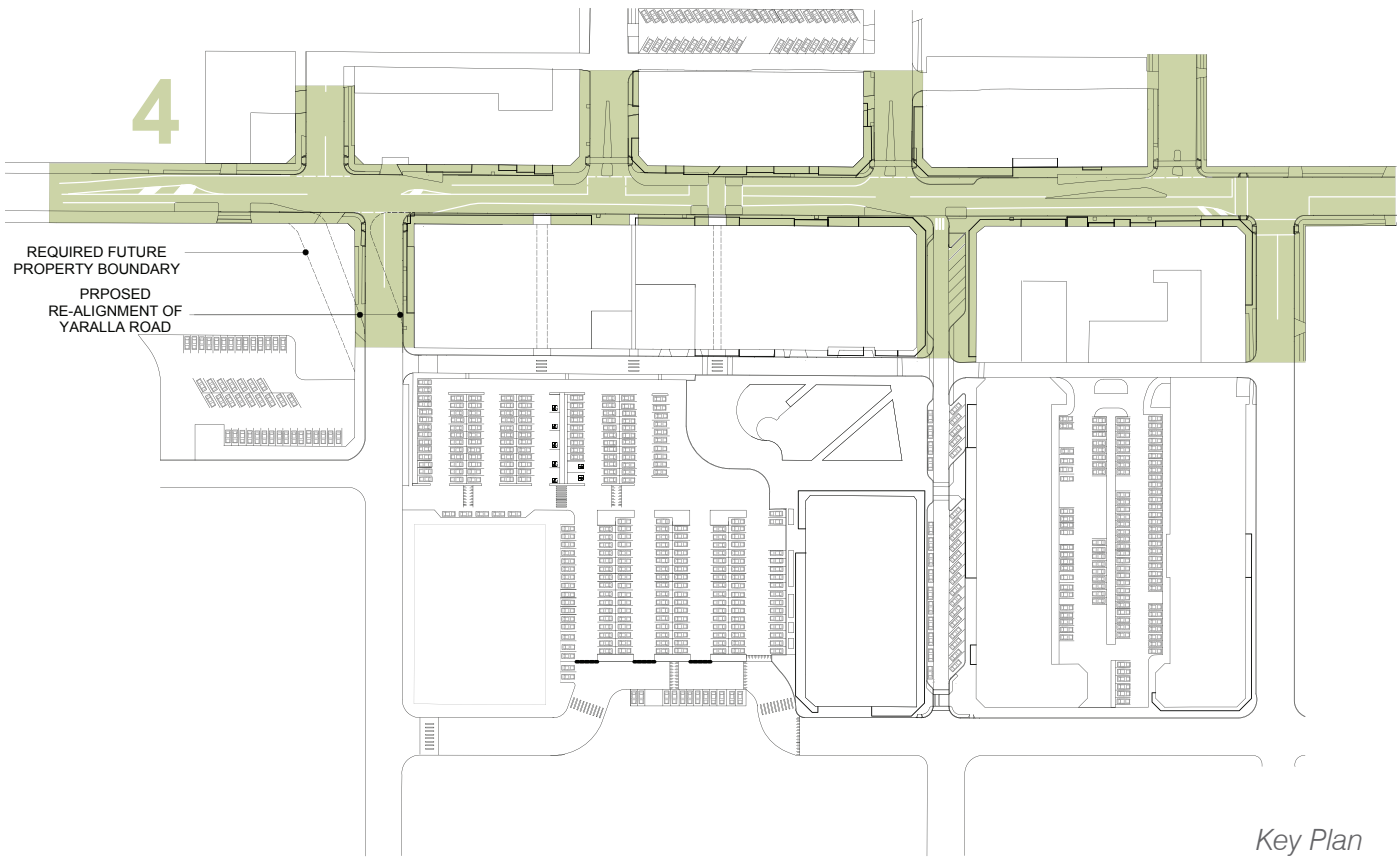 4
REQUIRED FUTURE
PROPERTY BOUNDARY
PRPOSED
RE-ALIGNMENT OF
YARALLA ROAD
Key Plan